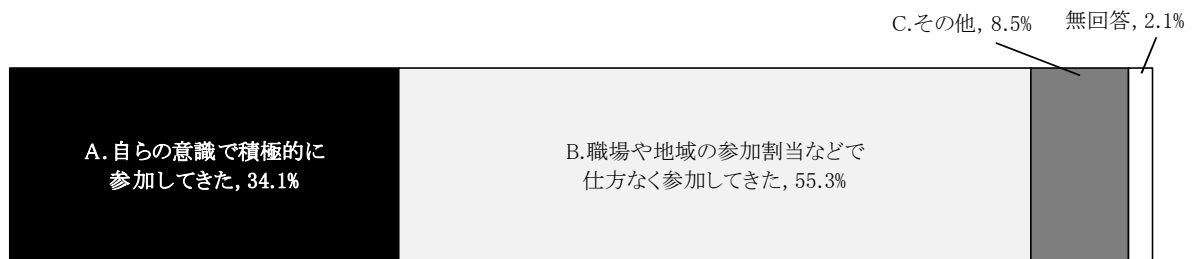 C.その他, 8.5%
無回答, 2.1%
A.自らの意識で積極的に
参加してきた, 34.1%
B.職場や地域の参加割当などで
仕方なく参加してきた, 55.3%